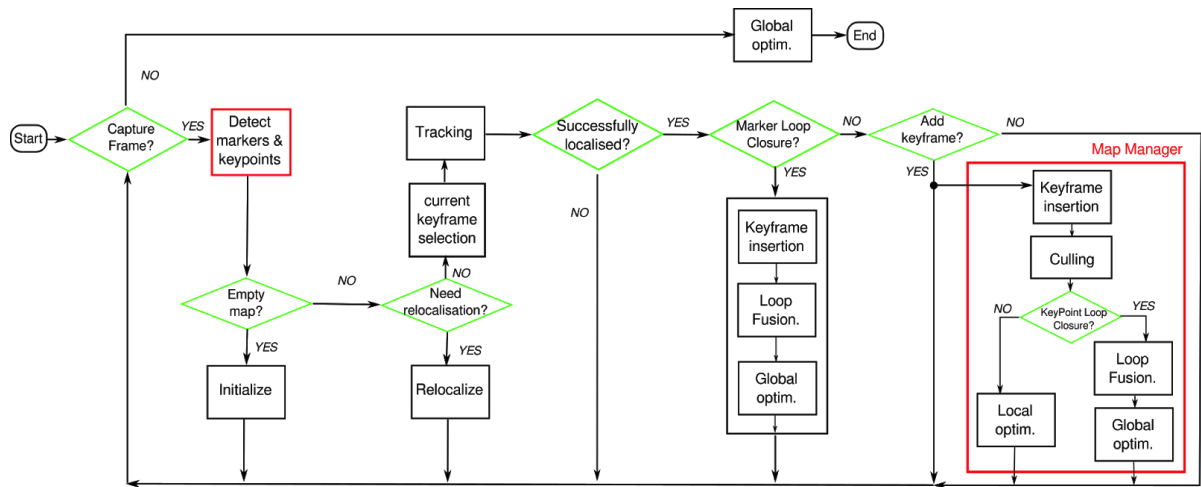 Global
optim.
End
NO
Start
Capture
Frame?
YES
Detect
markers &
keypoints
Tracking
Successfully
localised?
YES
Marker Loop
Closure?
NO
Add
keyframe?
NO
Map Manager
YES
YES
NO
current
keyframe
selection
Keyframe
insertion
Loop
Fusion.
Global
optim.
Keyframe
insertion
Culling
KeyPoint Loop
Closure?
NO
YES
Loop
Fusion.
Local
optim.
Global
optim.
Empty
map?
NO
NO
Need
relocalisation?
YES
YES
Initialize
Relocalize